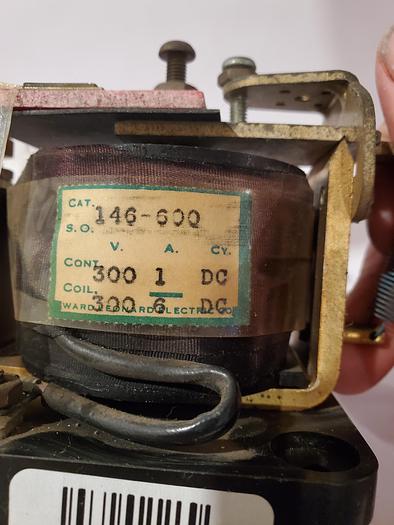 CAT. 146-600
S.O.
V. A. CY.
CONT. 300 1 DC
COIL. 300 6 DC
WARD LEONARD ELECTRIC CO